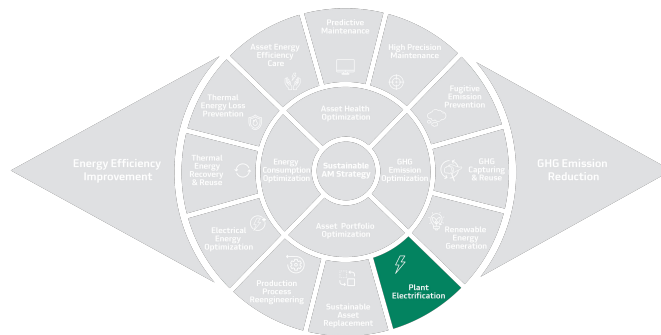 Predictive
Maintenance
Asset Energy
Efficiency
Care
High Precision
Maintenance
Thermal
Energy Loss
Prevention
Fugitive
Emission
Prevention
Asset Health
Optimization
Energy Efficiency
Improvement
Thermal
Energy
Recovery
& Reuse
Energy
Consumption
Optimization
Sustainable
AM Strategy
GHG
Emission
Optimization
GHG
Capturing
& Reuse
GHG Emission
Reduction
Electrical
Energy
Optimization
Asset Portfolio
Optimization
Renewable
Energy
Generation
Production
Process
Reengineering
Sustainable
Asset
Replacement
Plant
Electrification